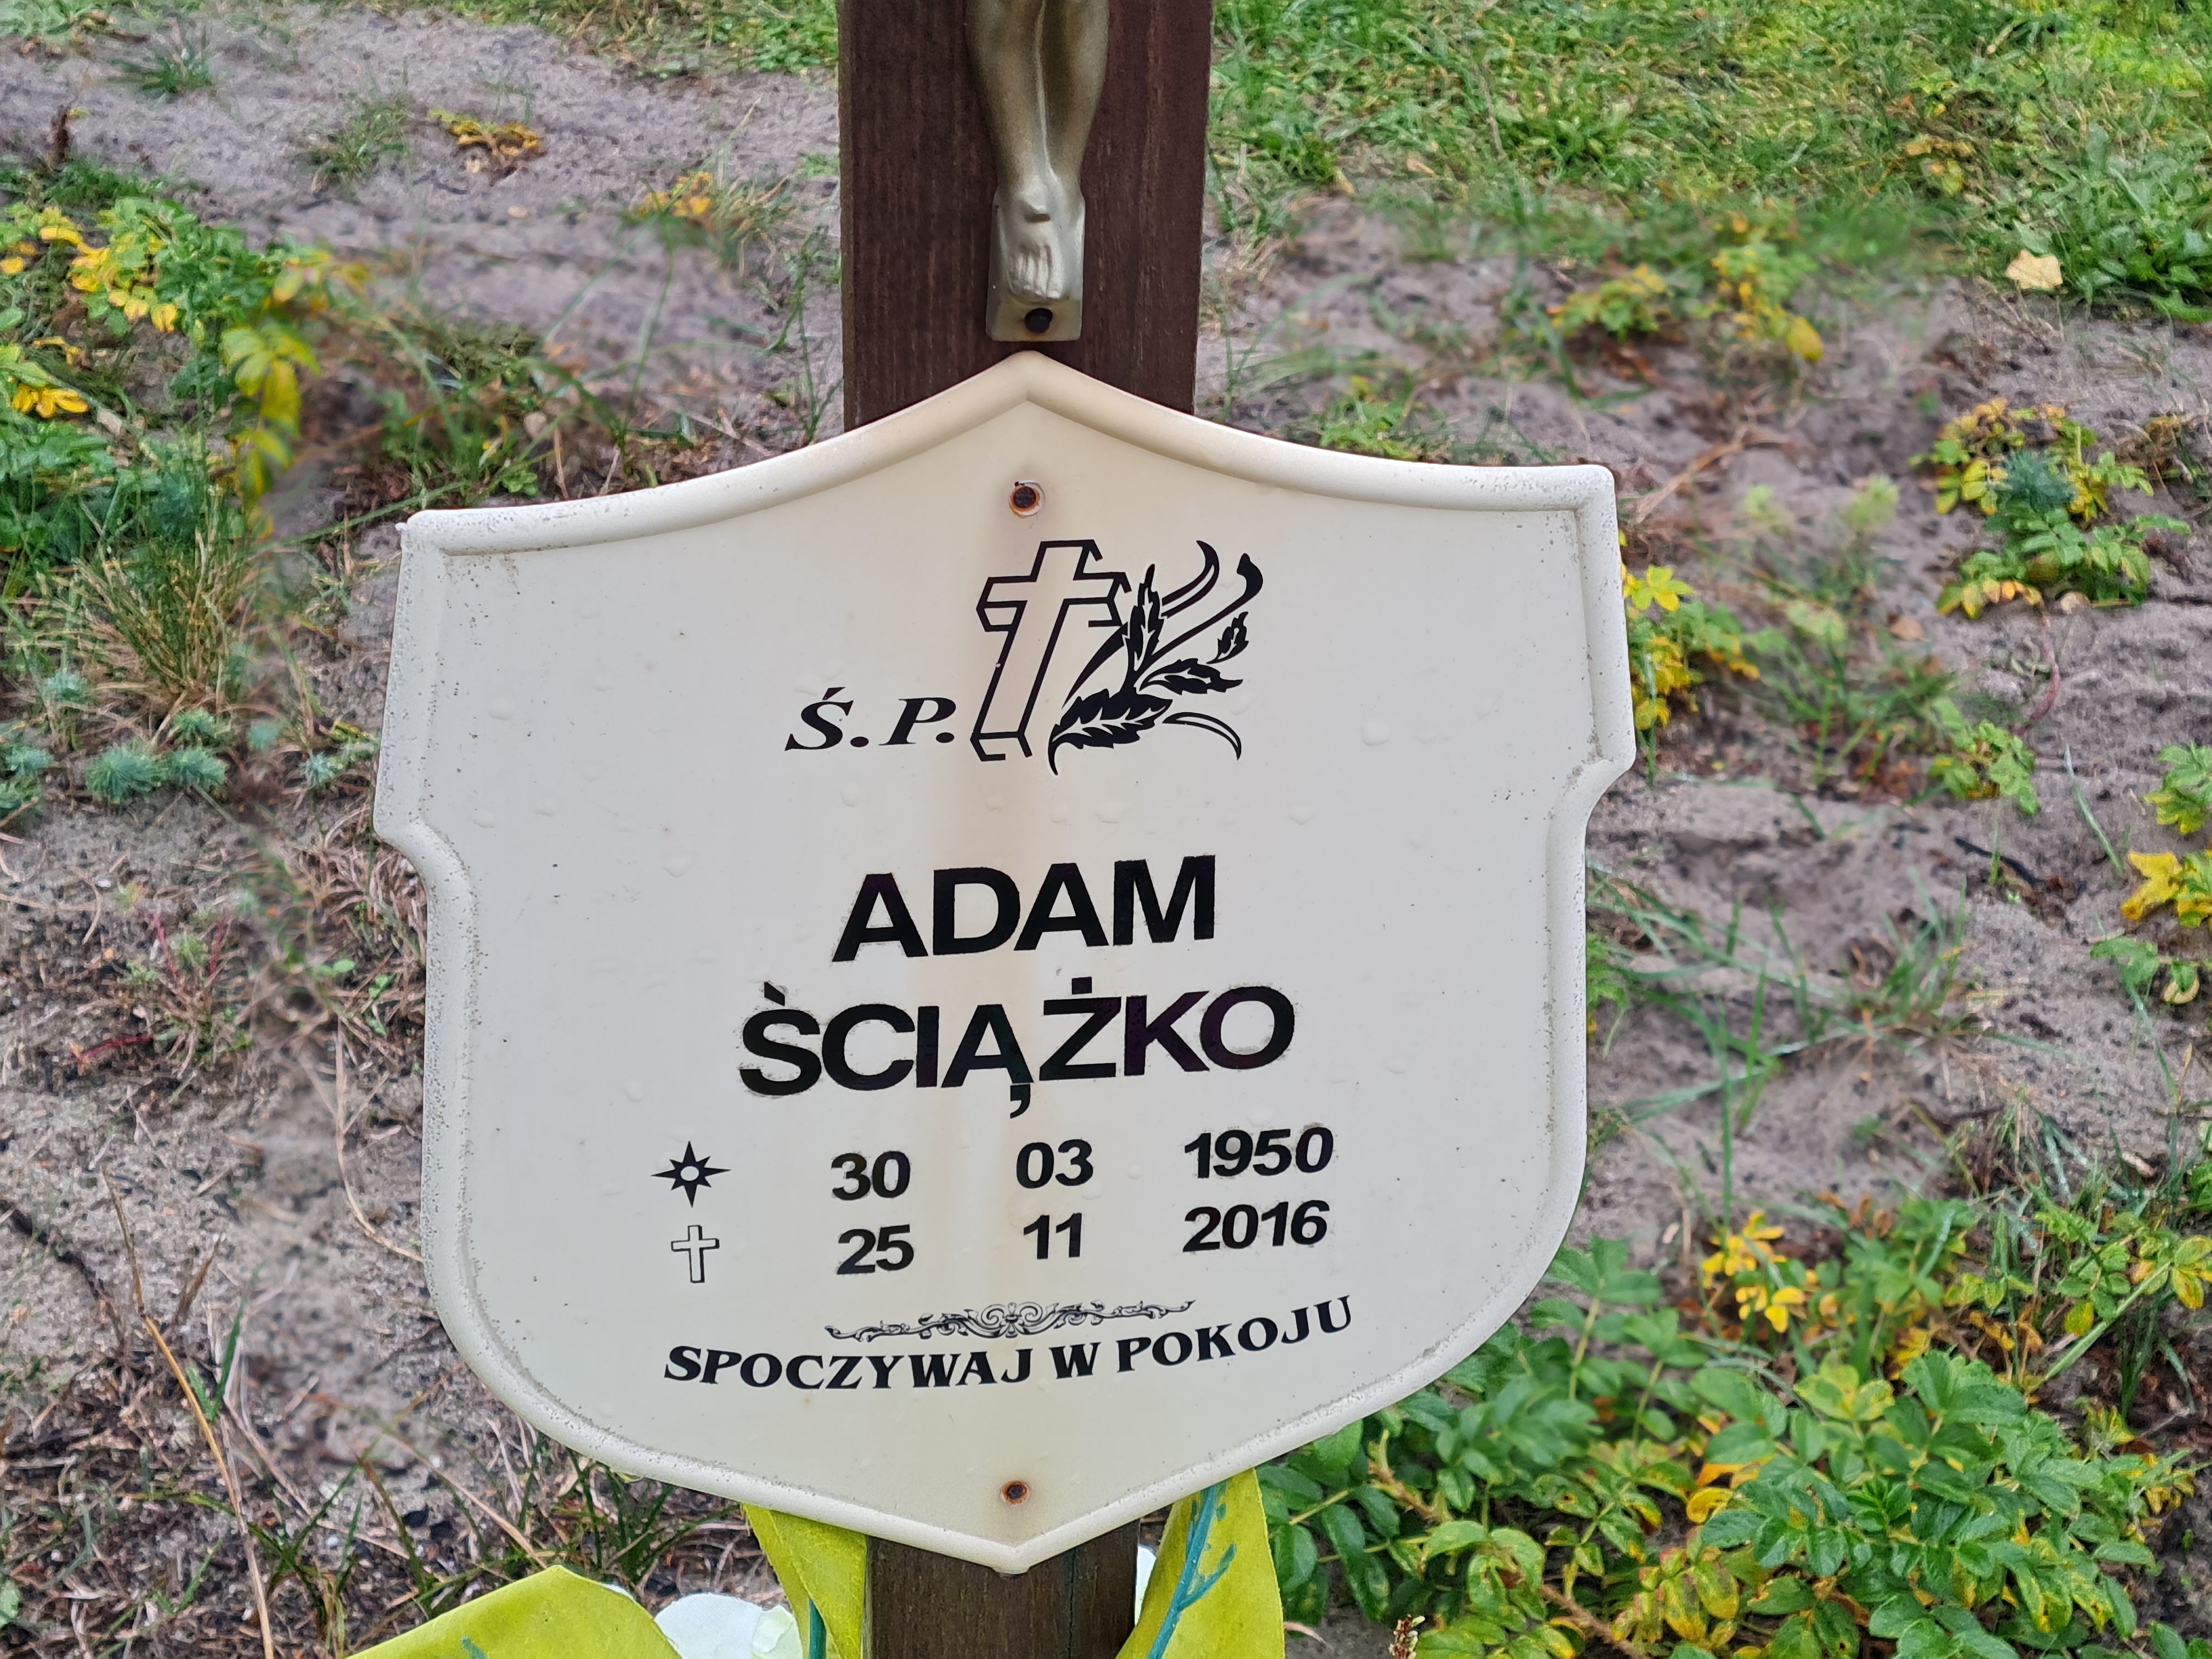 Ś. P.
ADAM
ŚCIĄŻKO
30 03 1950
25 11 2016
SPOCZYWAJ W POKOJU